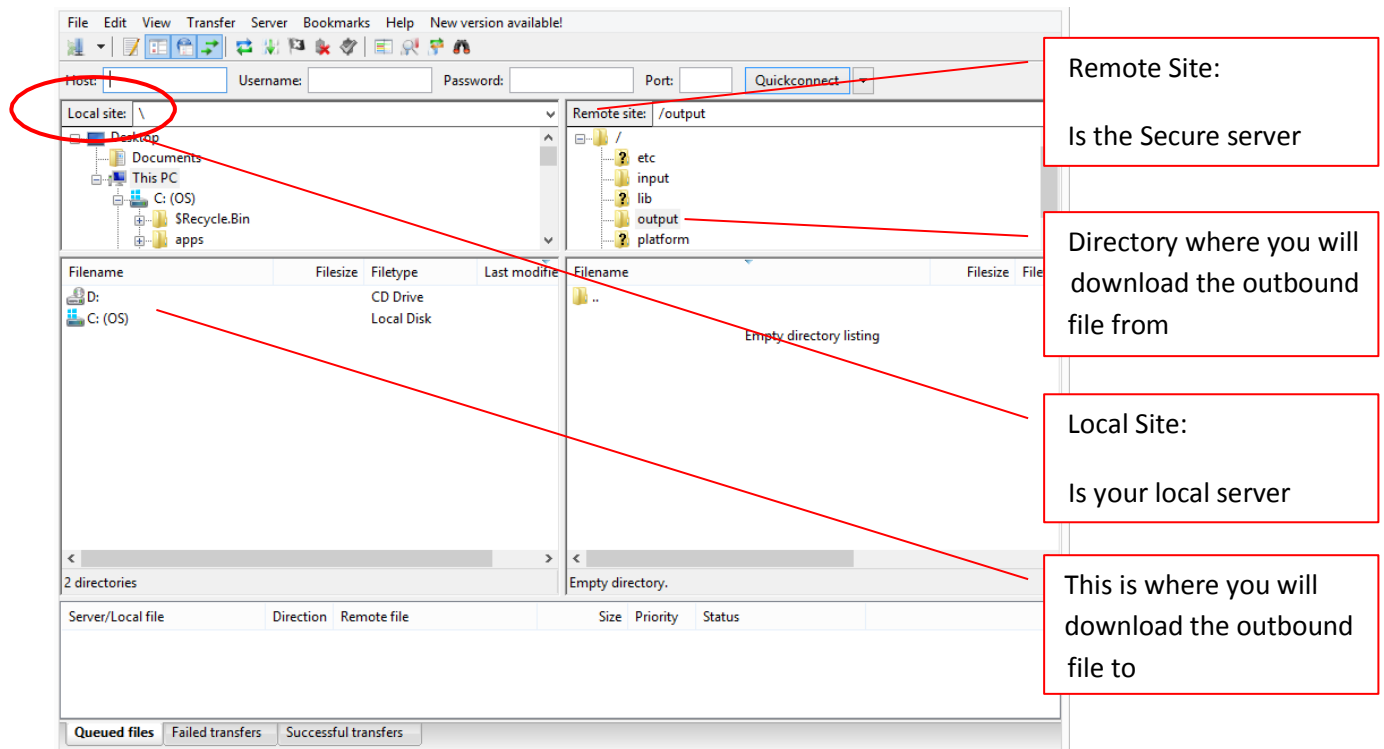 File Edit View Transfer Server Bookmarks Help New version available!
Host: Username: Password: Port: Quickconnect
Local site: \
Desktop
Documents
This PC
C: (OS)
$Recycle.Bin
apps
Remote site: /output
/
? etc
input
? lib
output
? platform
Filename Filesize Filetype Last modifie
D: CD Drive
C: (OS) Local Disk
2 directories
Filename Filesize File
..
Empty directory listing
Empty directory.
Server/Local file Direction Remote file Size Priority Status
Queued files Failed transfers Successful transfers
Remote Site:
Is the Secure server
Directory where you will
download the outbound
file from
Local Site:
Is your local server
This is where you will
download the outbound
file to